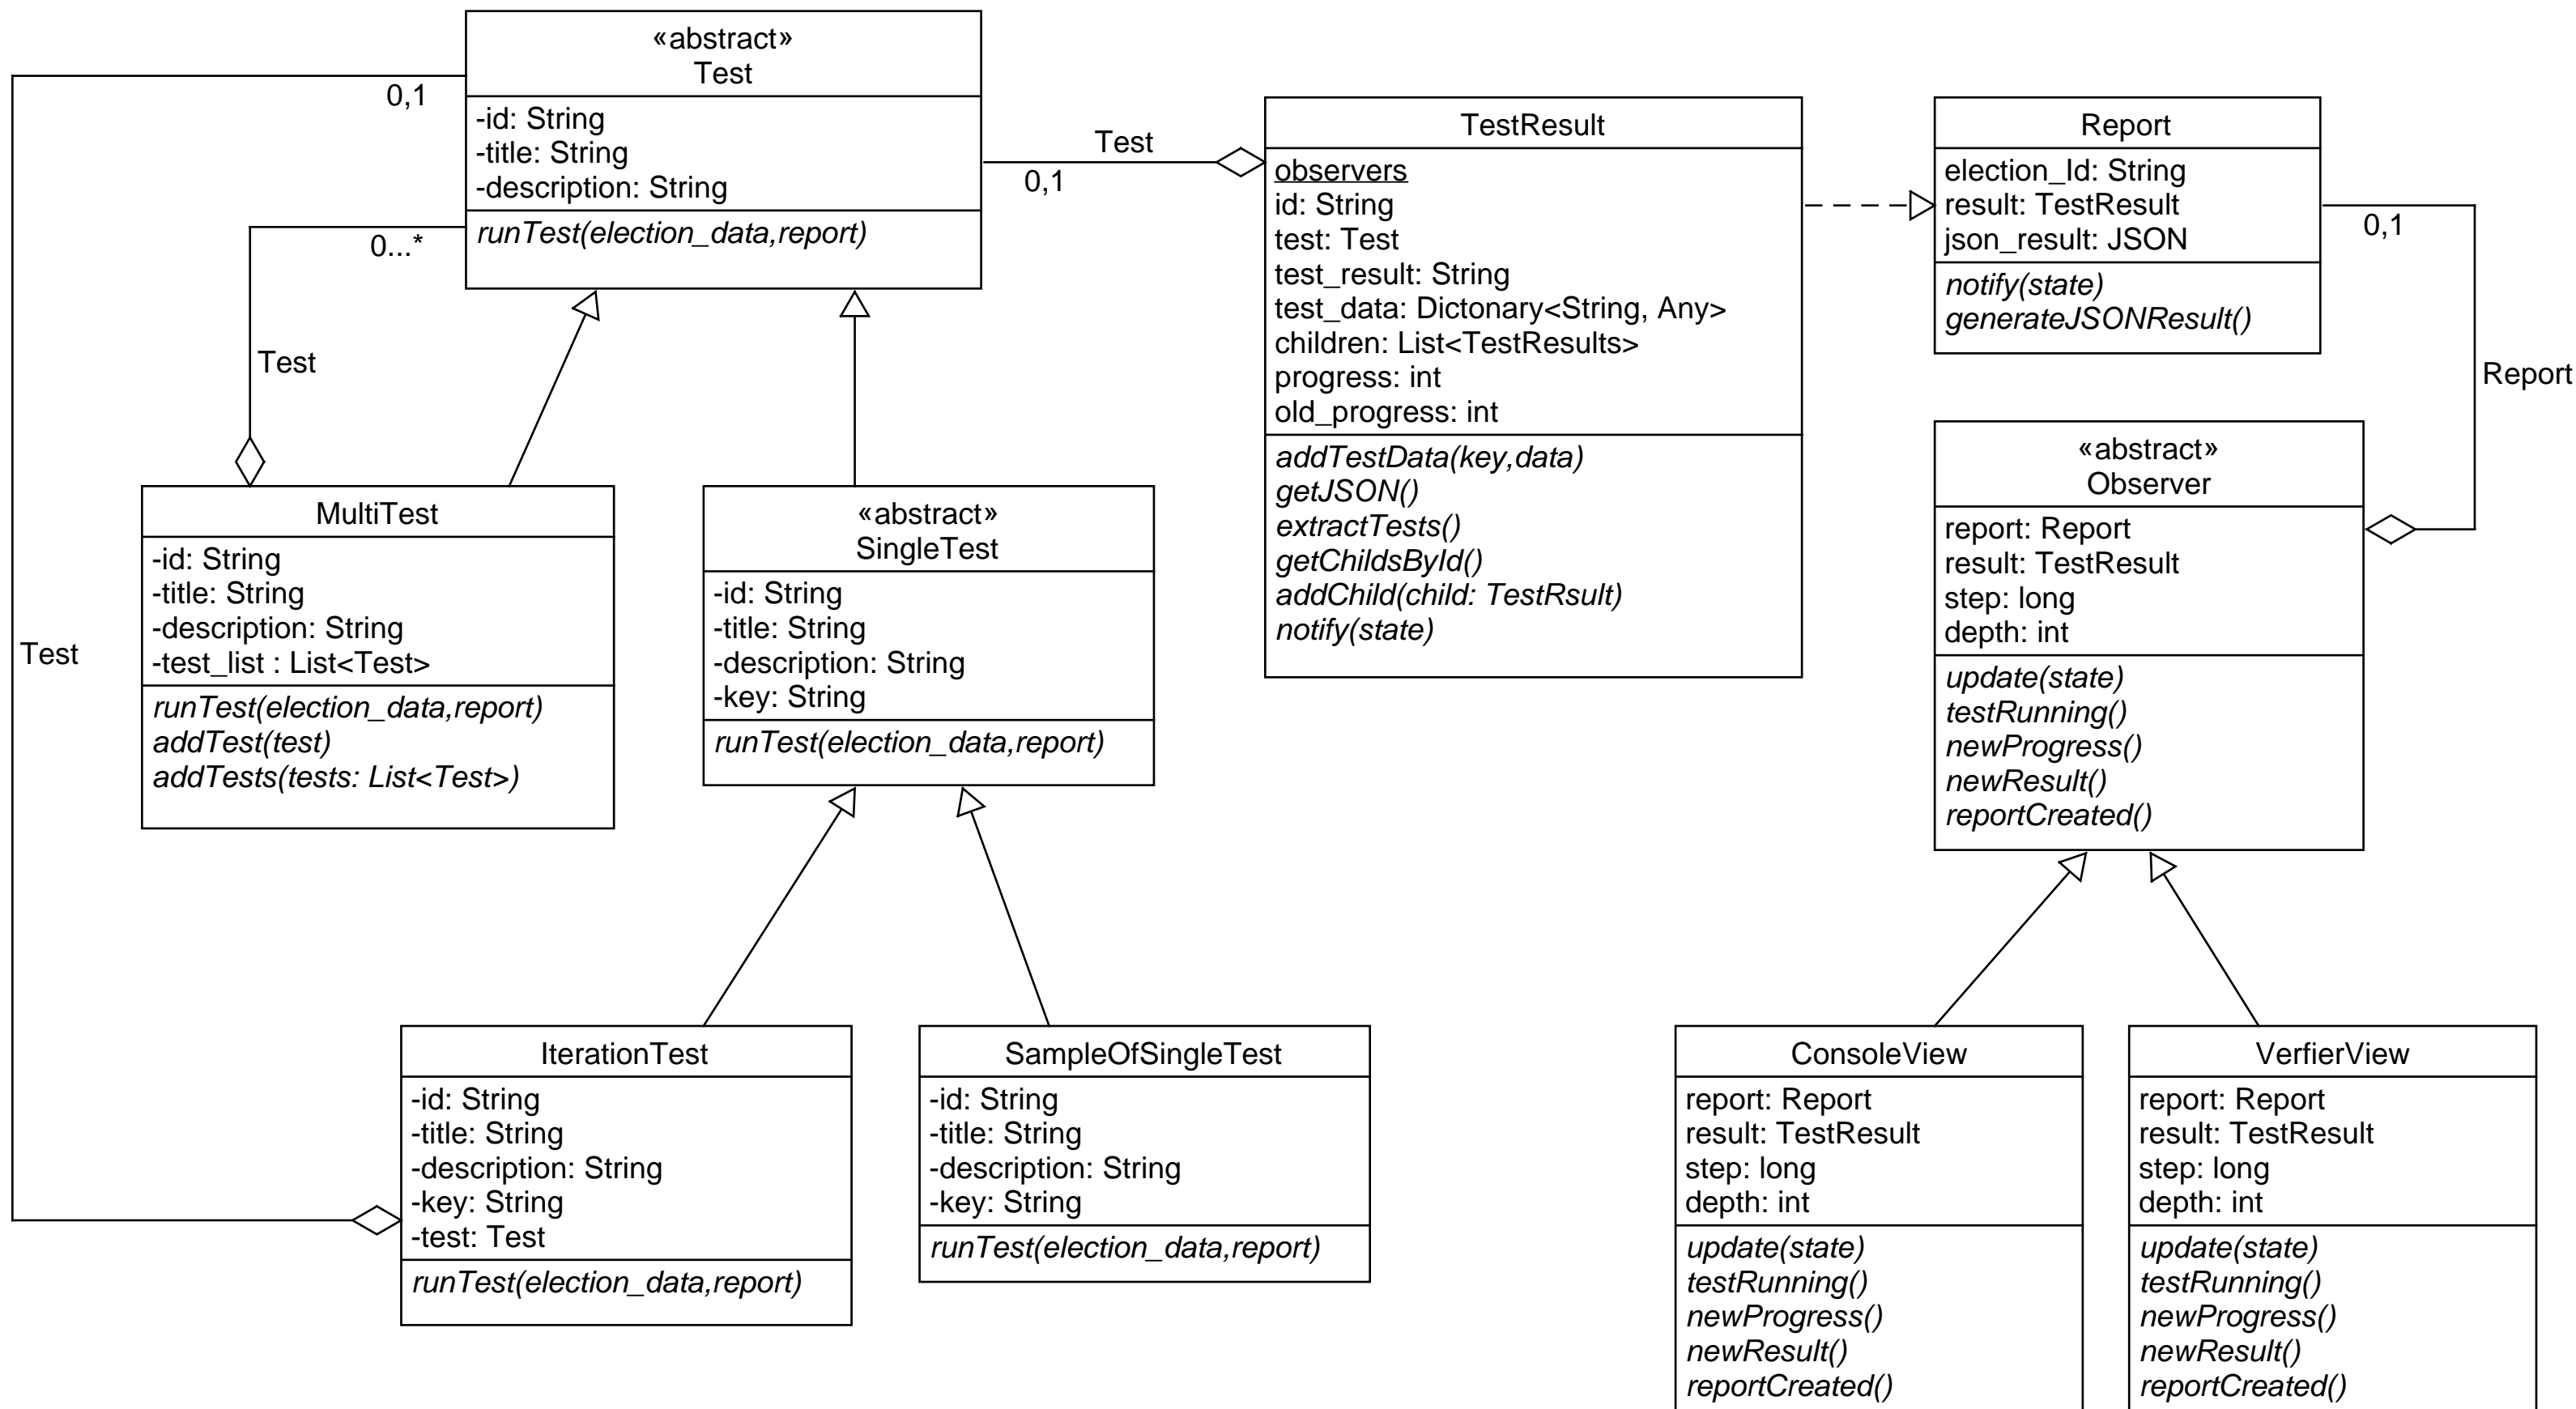 «abstract»
Test
-id: String
-title: String
-description: String
runTest(election_data,report)
0,1
0...*
Test
Test
Test
0,1
TestResult
observers
id: String
test: Test
test_result: String
test_data: Dictonary<String, Any>
children: List<TestResults>
progress: int
old_progress: int
addTestData(key,data)
getJSON()
extractTests()
getChildsById()
addChild(child: TestRsult)
notify(state)
Report
election_Id: String
result: TestResult
json_result: JSON
notify(state)
generateJSONResult()
0,1
Report
MultiTest
-id: String
-title: String
-description: String
-test_list : List<Test>
runTest(election_data,report)
addTest(test)
addTests(tests: List<Test>)
«abstract»
SingleTest
-id: String
-title: String
-description: String
-key: String
runTest(election_data,report)
«abstract»
Observer
report: Report
result: TestResult
step: long
depth: int
update(state)
testRunning()
newProgress()
newResult()
reportCreated()
IterationTest
-id: String
-title: String
-description: String
-key: String
-test: Test
runTest(election_data,report)
SampleOfSingleTest
-id: String
-title: String
-description: String
-key: String
runTest(election_data,report)
ConsoleView
report: Report
result: TestResult
step: long
depth: int
update(state)
testRunning()
newProgress()
newResult()
reportCreated()
VerfierView
report: Report
result: TestResult
step: long
depth: int
update(state)
testRunning()
newProgress()
newResult()
reportCreated()